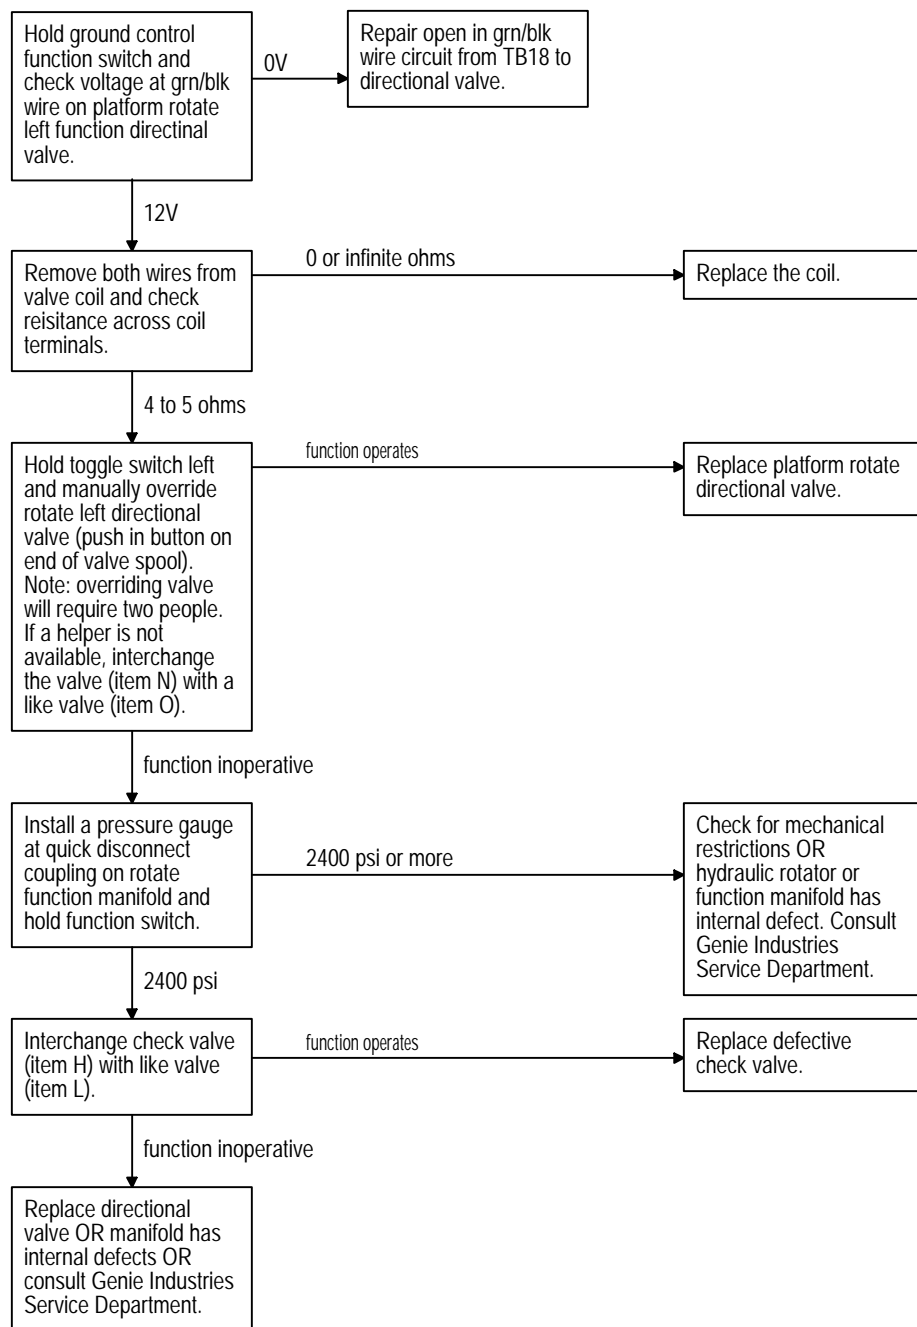 Hold ground control
function switch and
check voltage at grn/blk
wire on platform rotate
left function directinal
valve.
0V
Repair open in grn/blk
wire circuit from TB18 to
directional valve.
12V
Remove both wires from
valve coil and check
reisitance across coil
terminals.
0 or infinite ohms
Replace the coil.
4 to 5 ohms
Hold toggle switch left
and manually override
rotate left directional
valve (push in button on
end of valve spool).
Note: overriding valve
will require two people.
If a helper is not
available, interchange
the valve (item N) with a
like valve (item O).
function operates
Replace platform rotate
directional valve.
function inoperative
Install a pressure gauge
at quick disconnect
coupling on rotate
function manifold and
hold function switch.
2400 psi or more
Check for mechanical
restrictions OR
hydraulic rotator or
function manifold has
internal defect. Consult
Genie Industries
Service Department.
2400 psi
Interchange check valve
(item H) with like valve
(item L).
function operates
Replace defective
check valve.
function inoperative
Replace directional
valve OR manifold has
internal defects OR
consult Genie Industries
Service Department.